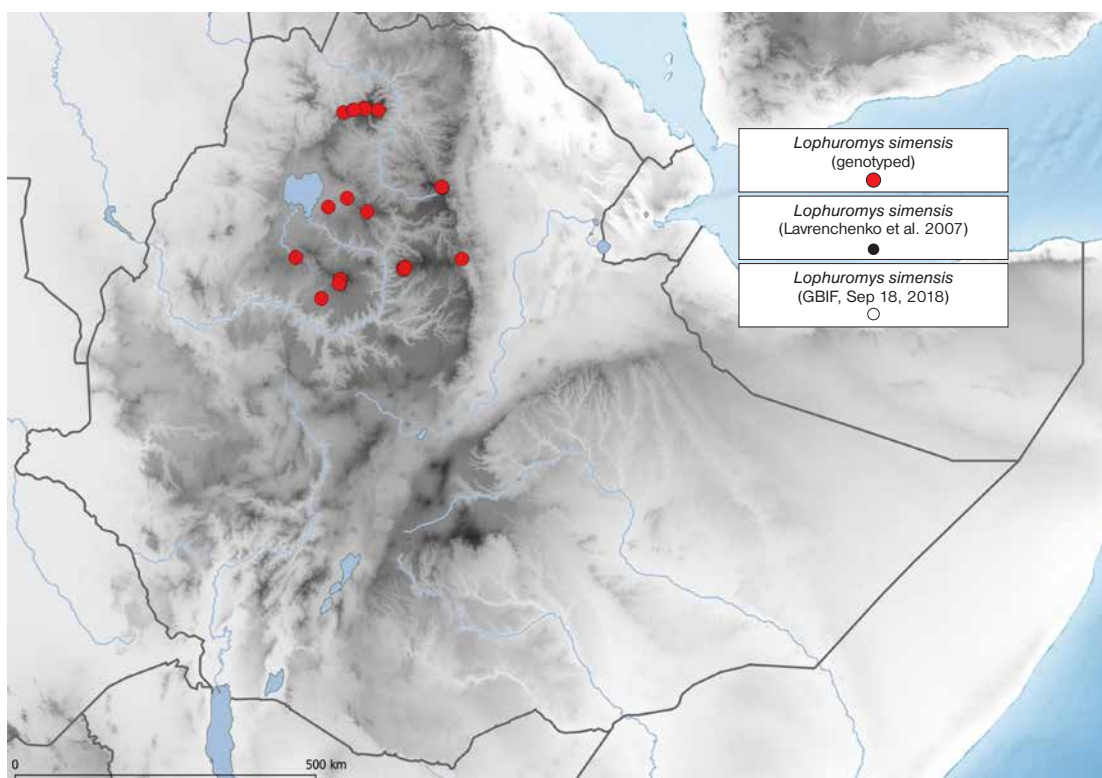 Lophuromys simensis
(genotyped)
Lophuromys simensis
(Lavrenchenko et al. 2007)
Lophuromys simensis
(GBIF, Sep 18, 2018)
0 500 km